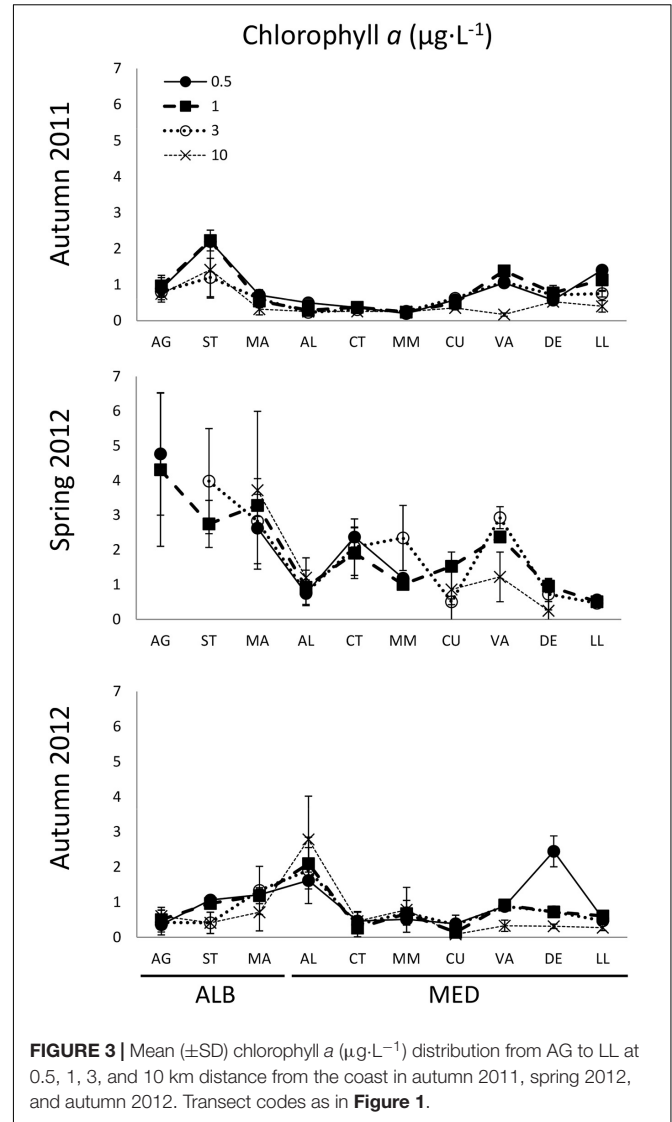 Chlorophyll a (µg·L-1)
Autumn 2011
7
6
5
4
3
2
1
0
0.5
1
3
10
AG ST MA AL CT MM CU VA DE LL
Spring 2012
7
6
5
4
3
2
1
0
AG ST MA AL CT MM CU VA DE LL
Autumn 2012
7
6
5
4
3
2
1
0
AG ST MA AL CT MM CU VA DE LL
ALB MED
FIGURE 3 | Mean (±SD) chlorophyll a (µg·L−1) distribution from AG to LL at
0.5, 1, 3, and 10 km distance from the coast in autumn 2011, spring 2012,
and autumn 2012. Transect codes as in Figure 1.